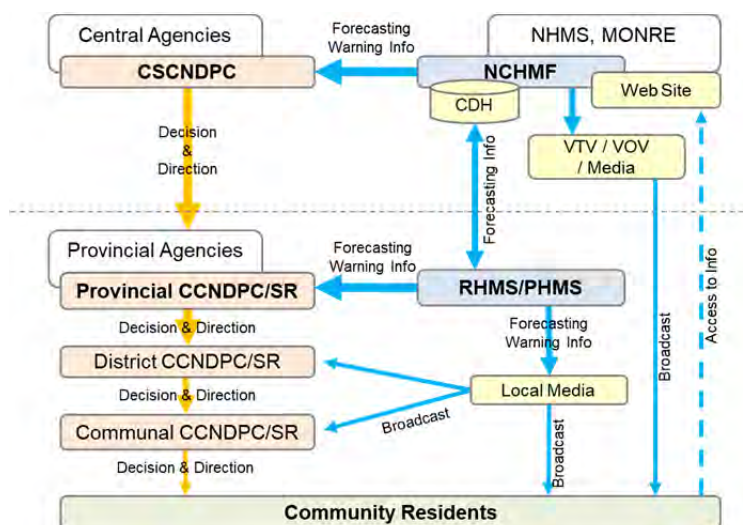 Central Agencies
CSCNDPC
Forecasting
Warning Info
NHMS, MONRE
NCHMF
Web Site
CDH
VTV / VOV
/ Media
Decision
&
Direction
Forecasting Info
Access to Info
Broadcast
Provincial Agencies
Provincial CCNDPC/SR
Forecasting
Warning Info
RHMS/PHMS
Decision & Direction
Forecasting
Warning Info
District CCNDPC/SR
Decision & Direction
Local Media
Broadcast
Communal CCNDPC/SR
Decision & Direction
Broadcast
Community Residents